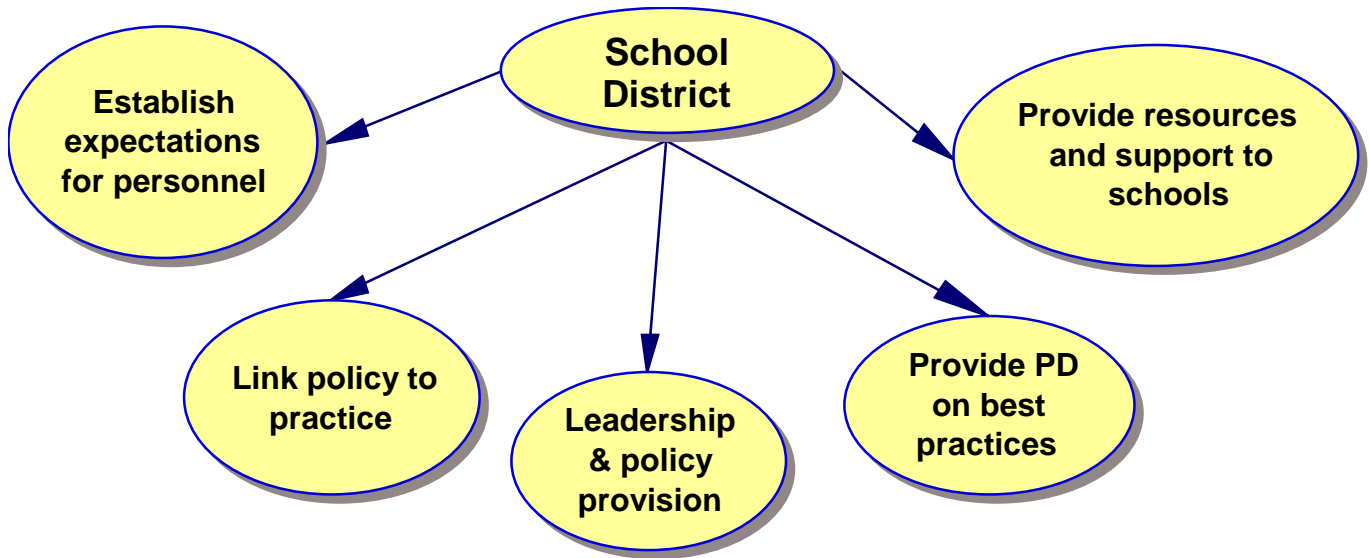 School
District
Establish
expectations
for personnel
Provide resources
and support to
schools
Link policy to
practice
Leadership
& policy
provision
Provide PD
on best
practices